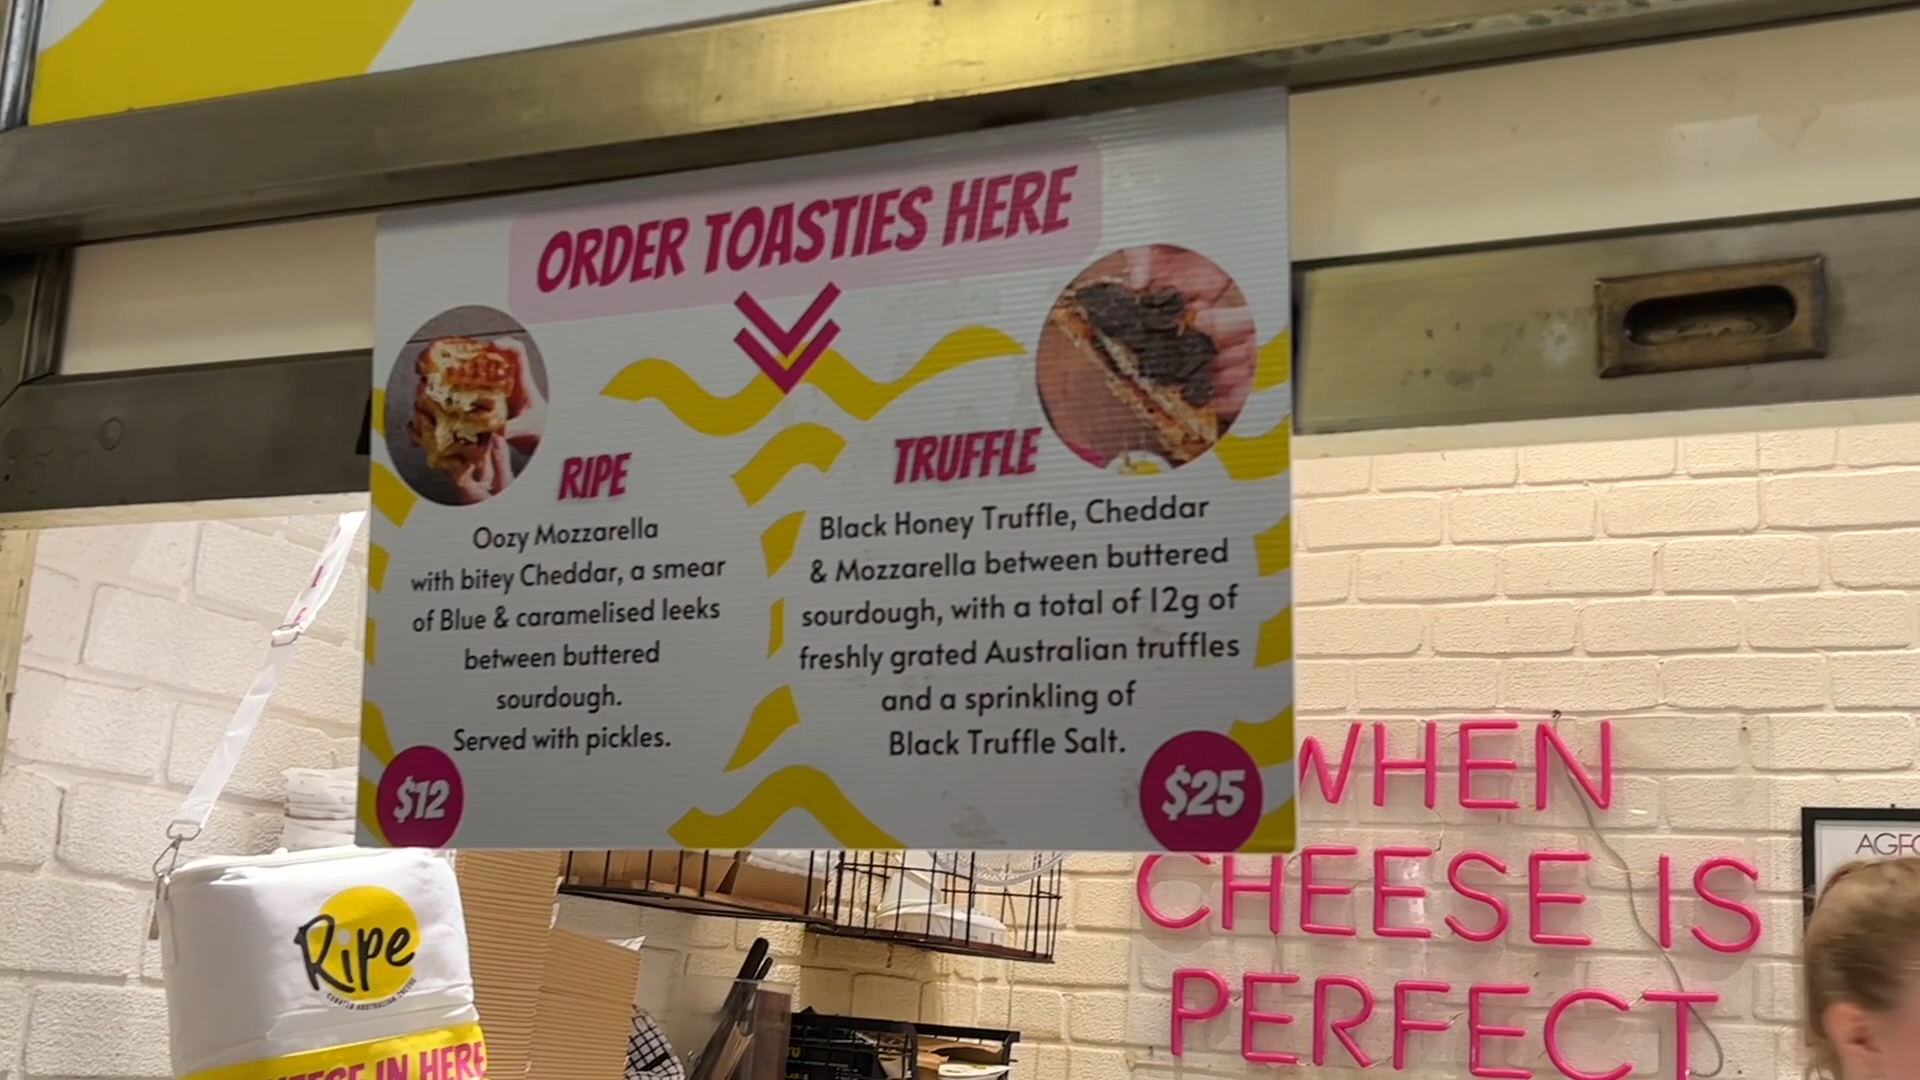 ORDER TOASTIES HERE
RIPE
Oozy Mozzarella
with bitey Cheddar, a smear
of Blue & caramelised leeks
between buttered
sourdough.
Served with pickles.
$12
TRUFFLE
Black Honey Truffle, Cheddar
& Mozzarella between buttered
sourdough, with a total of 12g of
freshly grated Australian truffles
and a sprinkling of
Black Truffle Salt.
$25
WHEN
CHEESE IS
PERFECT
Ripe
IN HERE